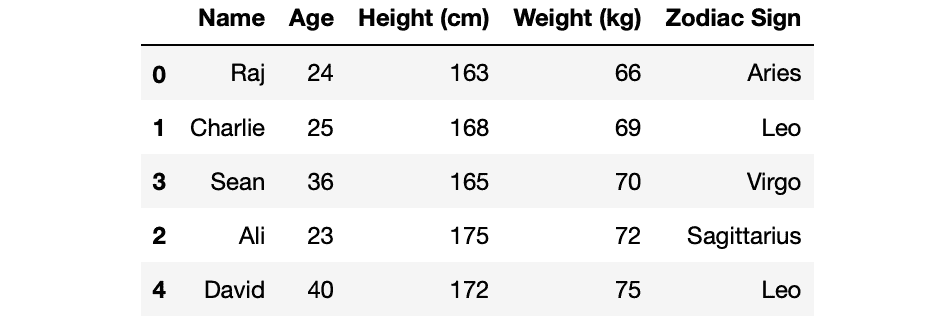 Name Age Height (cm) Weight (kg) Zodiac Sign
0 Raj 24 163 66 Aries
1 Charlie 25 168 69 Leo
3 Sean 36 165 70 Virgo
2 Ali 23 175 72 Sagittarius
4 David 40 172 75 Leo